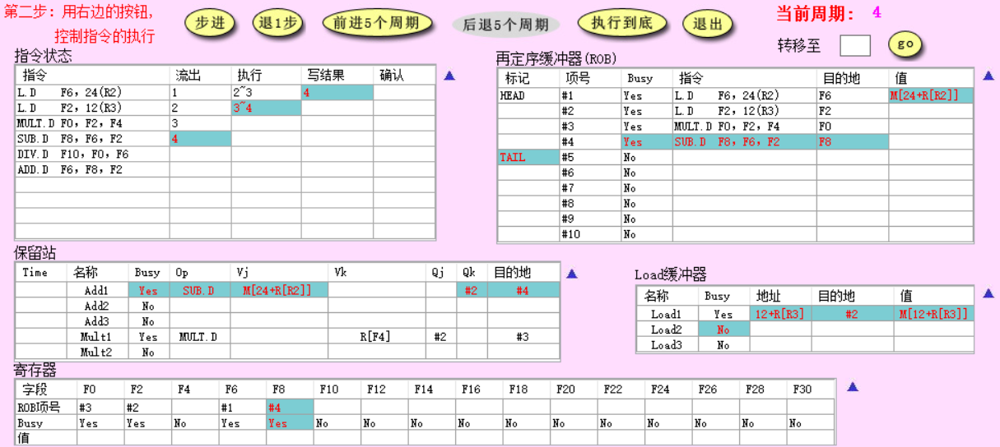 第二步：用右边的按钮，
控制指令的执行
步进 退1步 前进5个周期 后退5个周期 执行到底 退出
当前周期： 4
转移至 go
指令状态
指令 流出 执行 写结果 确认
L.D F6, 24(R2) 1 2~3 4
L.D F2, 12(R3) 2 3~4
MULT.D F0, F2, F4 3
SUB.D F8, F6, F2 4
DIV.D F10, F0, F6
ADD.D F6, F8, F2
再定序缓冲器(ROB)
标记 项号 Busy 指令 目的地 值
HEAD #1 Yes L.D F6, 24(R2) F6 M[24+R[R2]]
#2 Yes L.D F2, 12(R3) F2
#3 Yes MULT.D F0, F2, F4 F0
#4 Yes SUB.D F8, F6, F2 F8
TAIL #5 No
#6 No
#7 No
#8 No
#9 No
#10 No
保留站
Time 名称 Busy Op Vj Vk Qj Qk 目的地
Add1 Yes SUB.D M[24+R[R2]] #2 #4
Add2 No
Add3 No
Mult1 Yes MULT.D R[F4] #2 #3
Mult2 No
Load缓冲器
名称 Busy 地址 目的地 值
Load1 Yes 12+R[R3] #2 M[12+R[R3]]
Load2 No
Load3 No
寄存器
字段 F0 F2 F4 F6 F8 F10 F12 F14 F16 F18 F20 F22 F24 F26 F28 F30
ROB项号 #3 #2 #1 #4
Busy Yes Yes No Yes Yes No No No No No No No No No No No
值